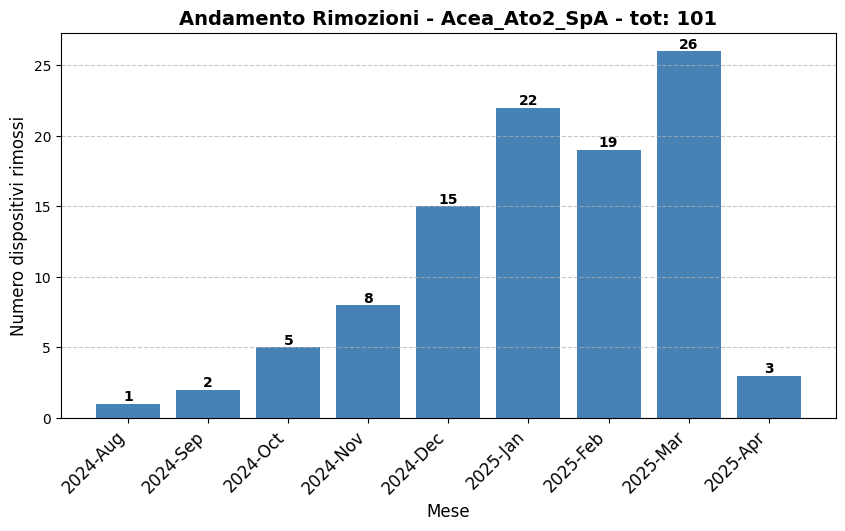 Andamento Rimozioni - Acea_Ato2_SpA - tot: 101
Numero dispositivi rimossi
25
20
15
10
5
0
1
2
5
8
15
22
19
26
3
2024-Aug
2024-Sep
2024-Oct
2024-Nov
2024-Dec
2025-Jan
2025-Feb
2025-Mar
2025-Apr
Mese